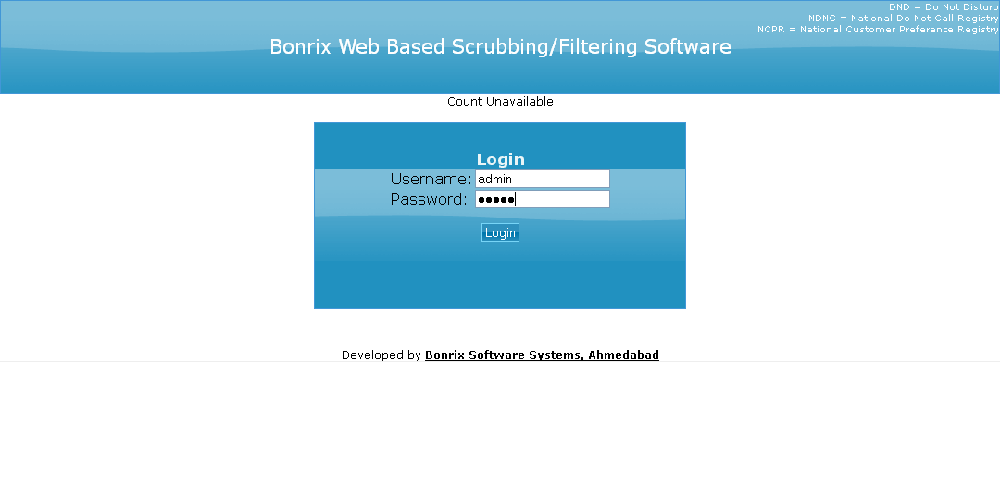 DND = Do Not Disturb
NDNC = National Do Not Call Registry
NCPR = National Customer Preference Registry
Bonrix Web Based Scrubbing/Filtering Software
Count Unavailable
Login
Username: admin
Password: •••••
Login
Developed by Bonrix Software Systems, Ahmedabad